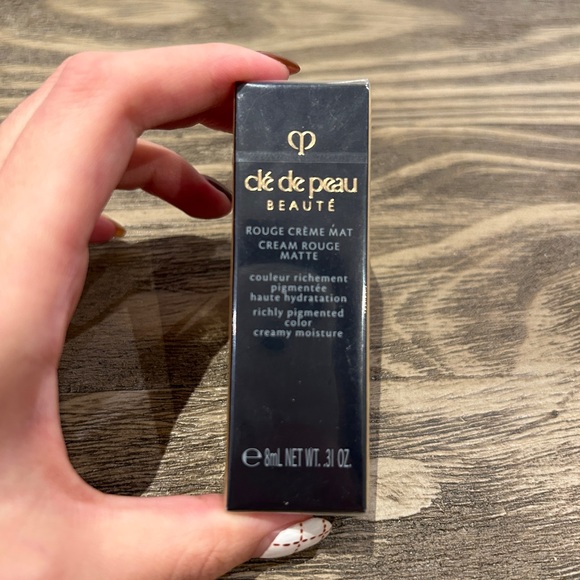 clé de peau
BEAUTÉ
ROUGE CRÈME MAT
CREAM ROUGE
MATTE
couleur richement
pigmentée
haute hydratation
richly pigmented
color
creamy moisture
℮ 8mL NET WT. .31 OZ.